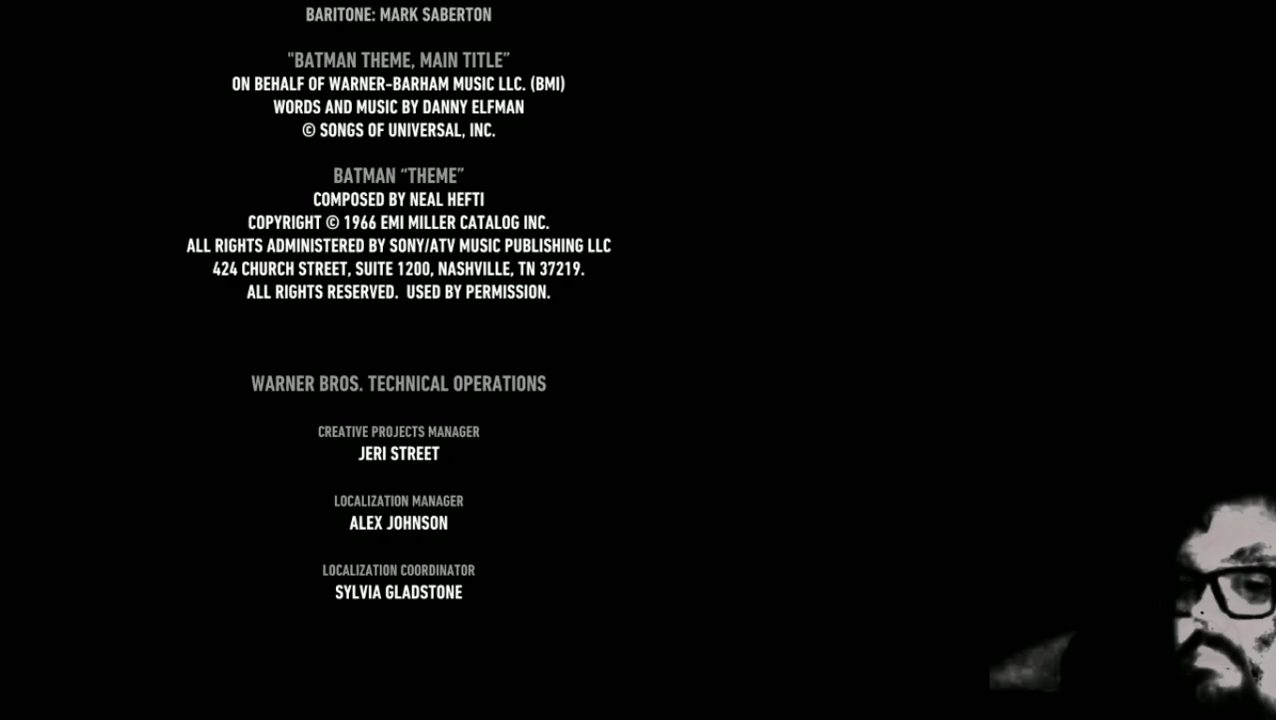 BARITONE: MARK SABERTON
"BATMAN THEME, MAIN TITLE”
ON BEHALF OF WARNER-BARHAM MUSIC LLC. (BMI)
WORDS AND MUSIC BY DANNY ELFMAN
© SONGS OF UNIVERSAL, INC.
BATMAN “THEME”
COMPOSED BY NEAL HEFTI
COPYRIGHT © 1966 EMI MILLER CATALOG INC.
ALL RIGHTS ADMINISTERED BY SONY/ATV MUSIC PUBLISHING LLC
424 CHURCH STREET, SUITE 1200, NASHVILLE, TN 37219.
ALL RIGHTS RESERVED.  USED BY PERMISSION.
WARNER BROS. TECHNICAL OPERATIONS
CREATIVE PROJECTS MANAGER
JERI STREET
LOCALIZATION MANAGER
ALEX JOHNSON
LOCALIZATION COORDINATOR
SYLVIA GLADSTONE